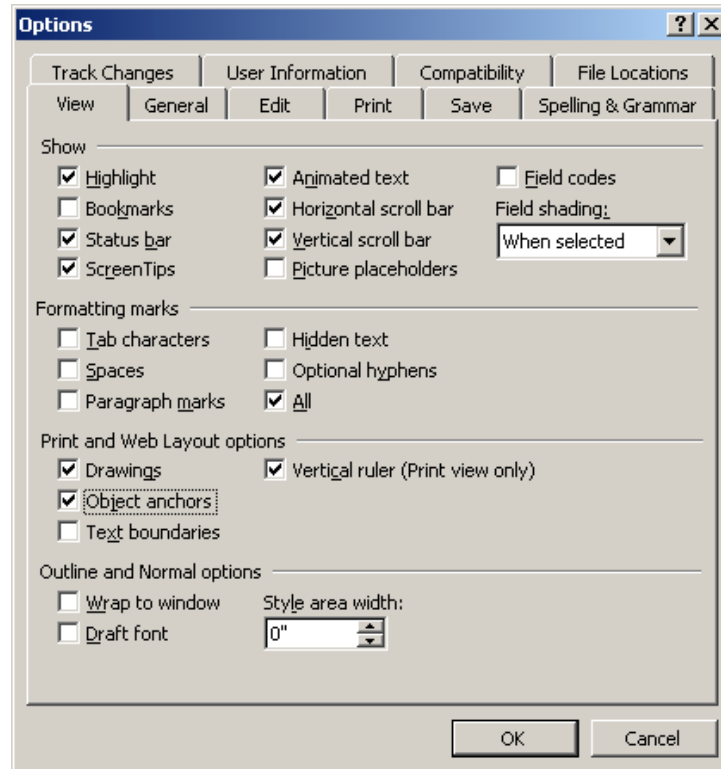 Options
Track Changes User Information Compatibility File Locations
View General Edit Print Save Spelling & Grammar
Show
Highlight Animated text Field codes
Bookmarks Horizontal scroll bar Field shading:
Status bar Vertical scroll bar When selected
ScreenTips Picture placeholders
Formatting marks
Tab characters Hidden text
Spaces Optional hyphens
Paragraph marks All
Print and Web Layout options
Drawings Vertical ruler (Print view only)
Object anchors
Text boundaries
Outline and Normal options
Wrap to window Style area width:
Draft font 0"
OK Cancel